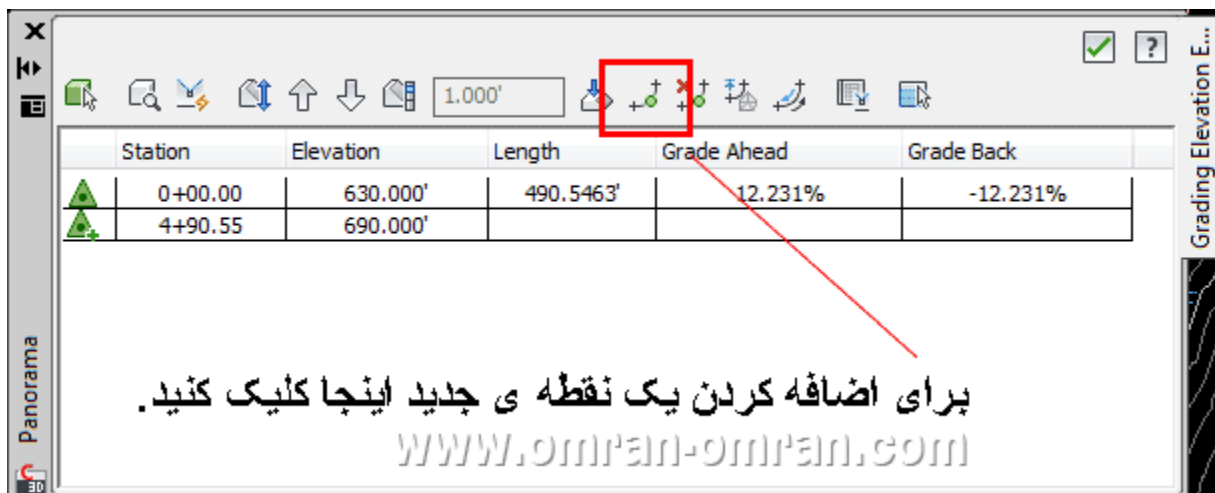 Grading Elevation E...
1.000'
Station Elevation Length Grade Ahead Grade Back
0+00.00 630.000' 490.5463' 12.231% -12.231%
4+90.55 690.000'
برای اضافه کردن یک نقطه ی جدید اینجا کلیک کنید.
www.omran-omran.com
Panorama
3D